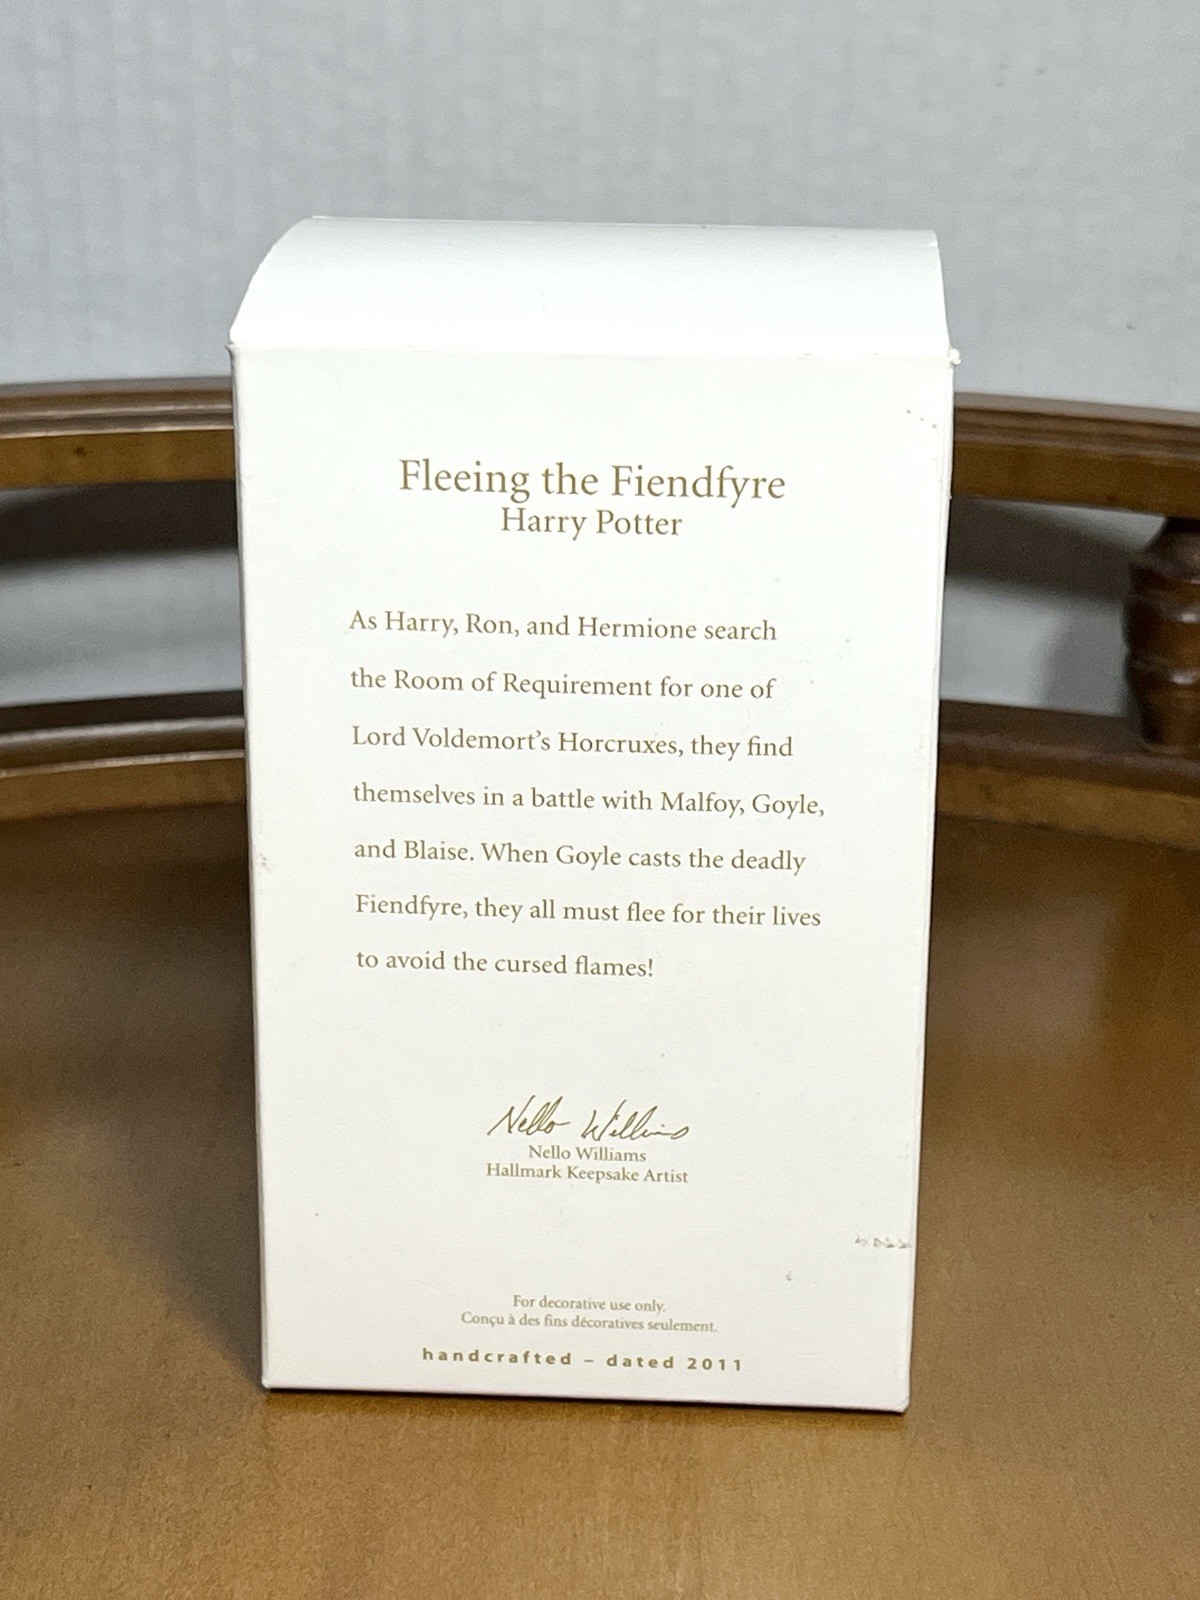 Fleeing the Fiendfyre
Harry Potter
As Harry, Ron, and Hermione search
the Room of Requirement for one of
Lord Voldemort's Horcruxes, they find
themselves in a battle with Malfoy, Goyle,
and Blaise. When Goyle casts the deadly
Fiendfyre, they all must flee for their lives
to avoid the cursed flames!
Nello Williams
Nello Williams
Hallmark Keepsake Artist
For decorative use only.
Conçu à des fins décoratives seulement.
handcrafted – dated 2011